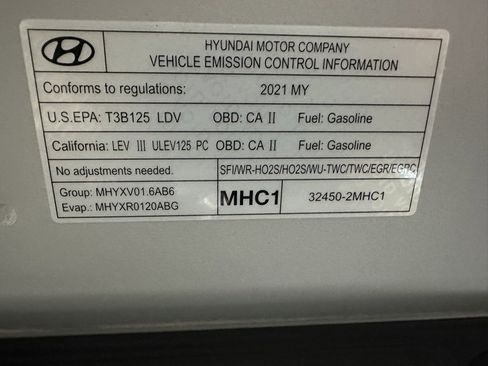 HYUNDAI MOTOR COMPANY
VEHICLE EMISSION CONTROL INFORMATION
Conforms to regulations: 2021 MY
U.S.EPA: T3B125 LDV OBD: CA II Fuel: Gasoline
California: LEV III ULEV125 PC OBD: CA II Fuel: Gasoline
No adjustments needed. SFI/WR-HO2S/HO2S/WU-TWC/TWC/EGR/EGRC
Group: MHYXV01.6AB6
Evap.: MHYXR0120ABG
MHC1
32450-2MHC1